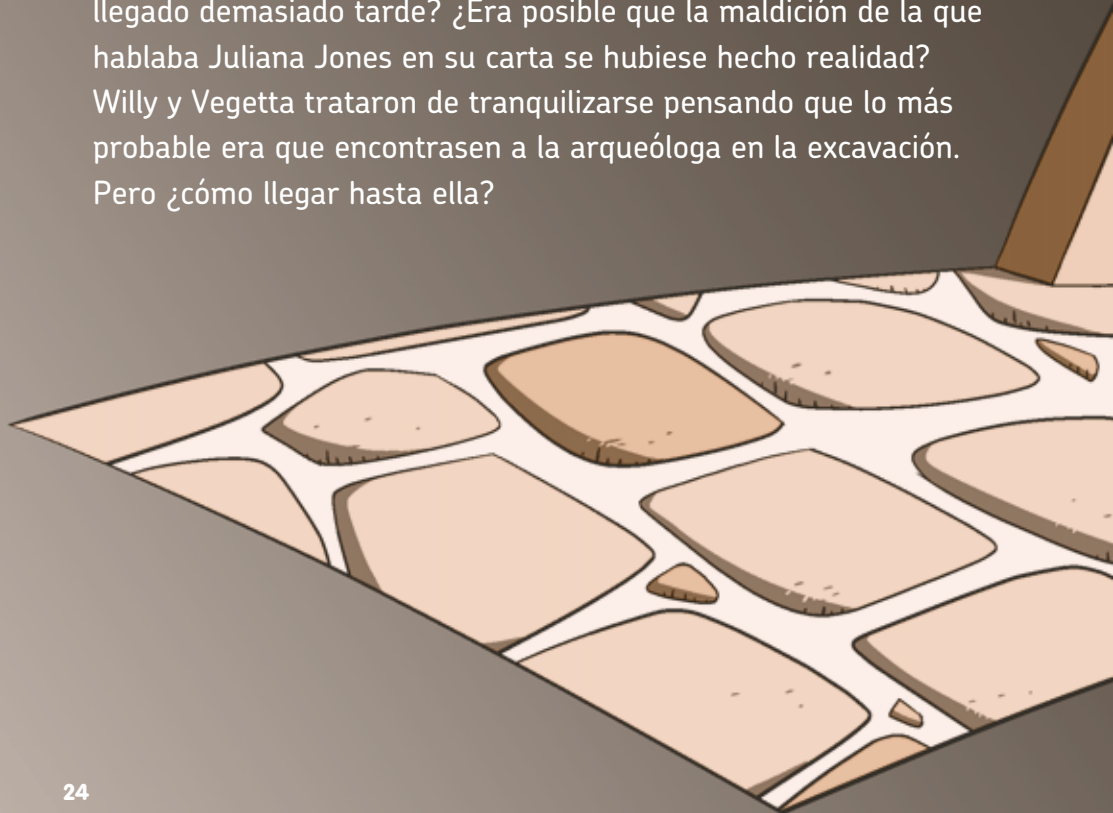 llegado demasiado tarde? ¿Era posible que la maldición de la que
hablaba Juliana Jones en su carta se hubiese hecho realidad?
Willy y Vegetta trataron de tranquilizarse pensando que lo más
probable era que encontrasen a la arqueóloga en la excavación.
Pero ¿cómo llegar hasta ella?
24